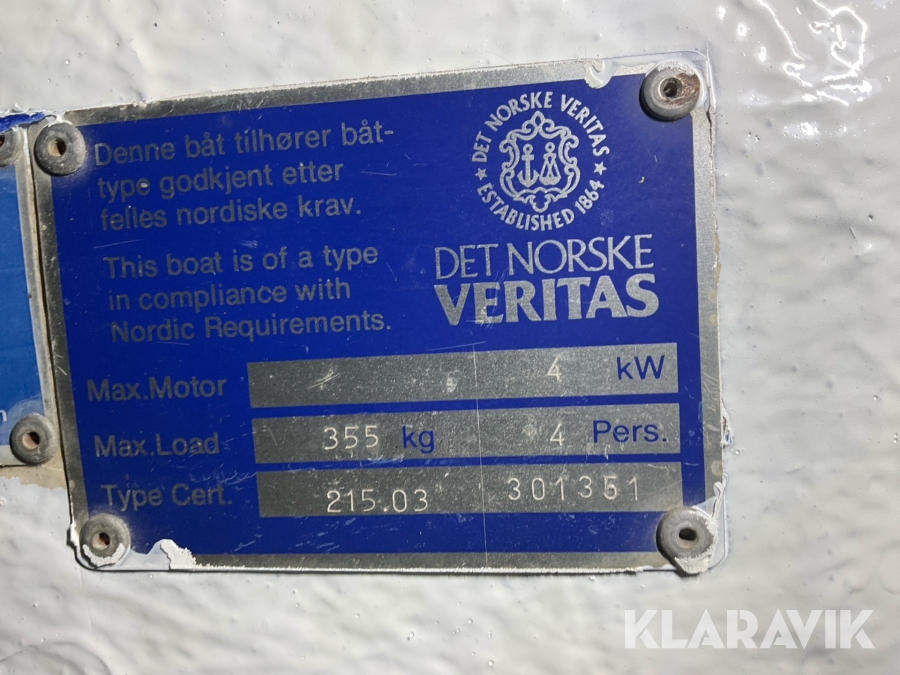 Denne båt tilhører båt-
type godkjent etter
felles nordiske krav.
This boat is of a type
in compliance with
Nordic Requirements.
DET NORSKE VERITAS
ESTABLISHED 1864
DET NORSKE
VERITAS
Max.Motor 4 kW
Max.Load 355 kg 4 Pers.
Type Cert. 215.03 301351
KLARAVIK